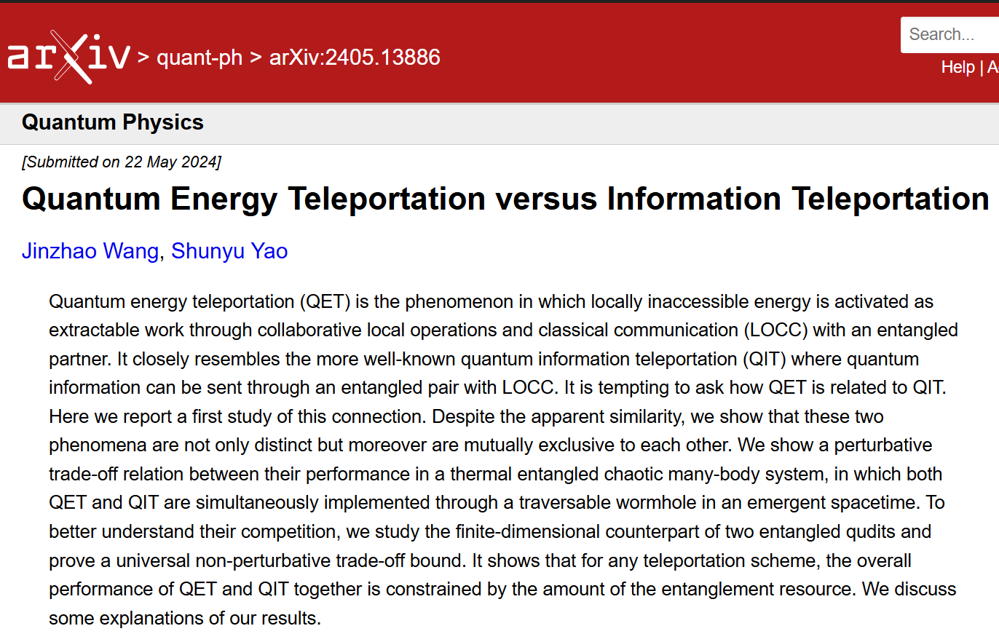 arXiv > quant-ph > arXiv:2405.13886
Search...
Help |
Quantum Physics
[Submitted on 22 May 2024]
Quantum Energy Teleportation versus Information Teleportation
Jinzhao Wang, Shunyu Yao
Quantum energy teleportation (QET) is the phenomenon in which locally inaccessible energy is activated as
extractable work through collaborative local operations and classical communication (LOCC) with an entangled
partner. It closely resembles the more well-known quantum information teleportation (QIT) where quantum
information can be sent through an entangled pair with LOCC. It is tempting to ask how QET is related to QIT.
Here we report a first study of this connection. Despite the apparent similarity, we show that these two
phenomena are not only distinct but moreover are mutually exclusive to each other. We show a perturbative
trade-off relation between their performance in a thermal entangled chaotic many-body system, in which both
QET and QIT are simultaneously implemented through a traversable wormhole in an emergent spacetime. To
better understand their competition, we study the finite-dimensional counterpart of two entangled qudits and
prove a universal non-perturbative trade-off bound. It shows that for any teleportation scheme, the overall
performance of QET and QIT together is constrained by the amount of the entanglement resource. We discuss
some explanations of our results.